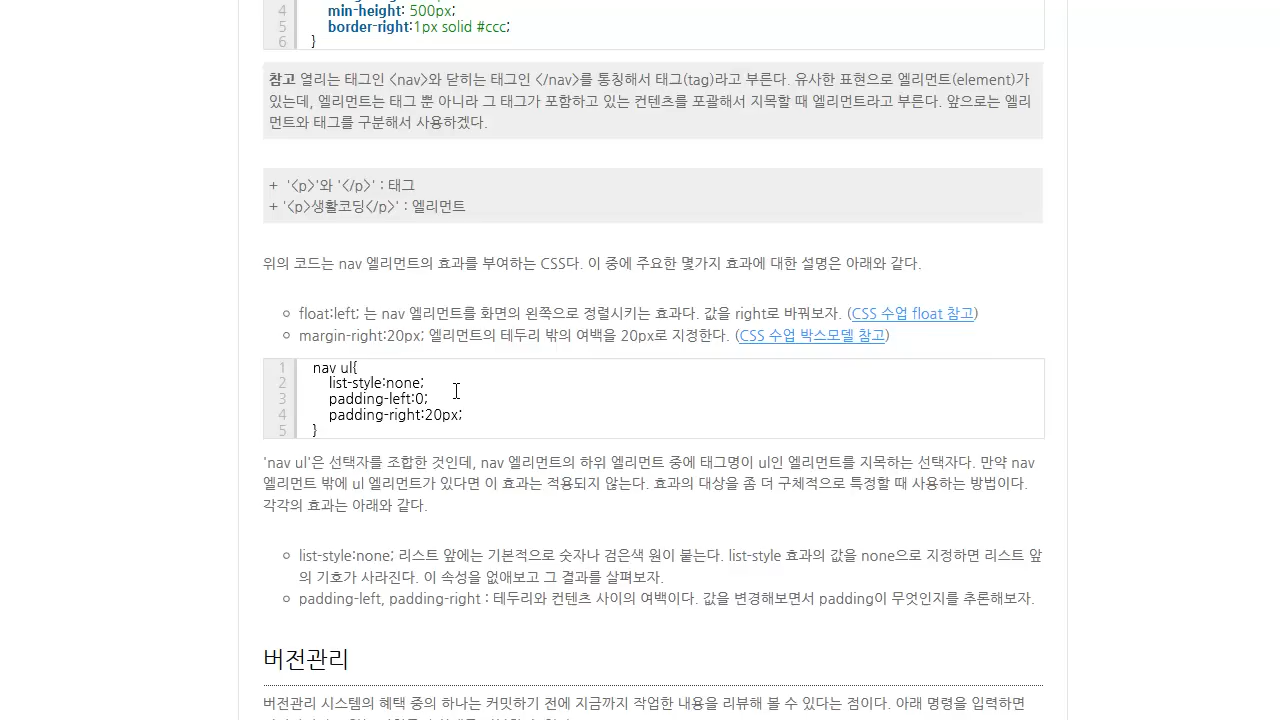 4 min-height: 500px;
5 border-right:1px solid #ccc;
6 }
참고 열리는 태그인 <nav>와 닫히는 태그인 </nav>를 통칭해서 태그(tag)라고 부른다. 유사한 표현으로 엘리먼트(element)가
있는데, 엘리먼트는 태그 뿐 아니라 그 태그가 포함하고 있는 컨텐츠를 포괄해서 지목할 때 엘리먼트라고 부른다. 앞으로는 엘리
먼트와 태그를 구분해서 사용하겠다.
+ '<p>'와 '</p>' : 태그
+ '<p>생활코딩</p>' : 엘리먼트
위의 코드는 nav 엘리먼트의 효과를 부여하는 CSS다. 이 중에 주요한 몇가지 효과에 대한 설명은 아래와 같다.
float:left; 는 nav 엘리먼트를 화면의 왼쪽으로 정렬시키는 효과다. 값을 right로 바꿔보자. (CSS 수업 float 참고)
margin-right:20px; 엘리먼트의 테두리 밖의 여백을 20px로 지정한다. (CSS 수업 박스모델 참고)
1 nav ul{
2 list-style:none;
3 padding-left:0;
4 padding-right:20px;
5 }
'nav ul'은 선택자를 조합한 것인데, nav 엘리먼트의 하위 엘리먼트 중에 태그명이 ul인 엘리먼트를 지목하는 선택자다. 만약 nav
엘리먼트 밖에 ul 엘리먼트가 있다면 이 효과는 적용되지 않는다. 효과의 대상을 좀 더 구체적으로 특정할 때 사용하는 방법이다.
각각의 효과는 아래와 같다.
list-style:none; 리스트 앞에는 기본적으로 숫자나 검은색 원이 붙는다. list-style 효과의 값을 none으로 지정하면 리스트 앞
의 기호가 사라진다. 이 속성을 없애보고 그 결과를 살펴보자.
padding-left, padding-right : 테두리와 컨텐츠 사이의 여백이다. 값을 변경해보면서 padding이 무엇인지를 추론해보자.
버전관리
버전관리 시스템의 혜택 중의 하나는 커밋하기 전에 지금까지 작업한 내용을 리뷰해 볼 수 있다는 점이다. 아래 명령을 입력하면